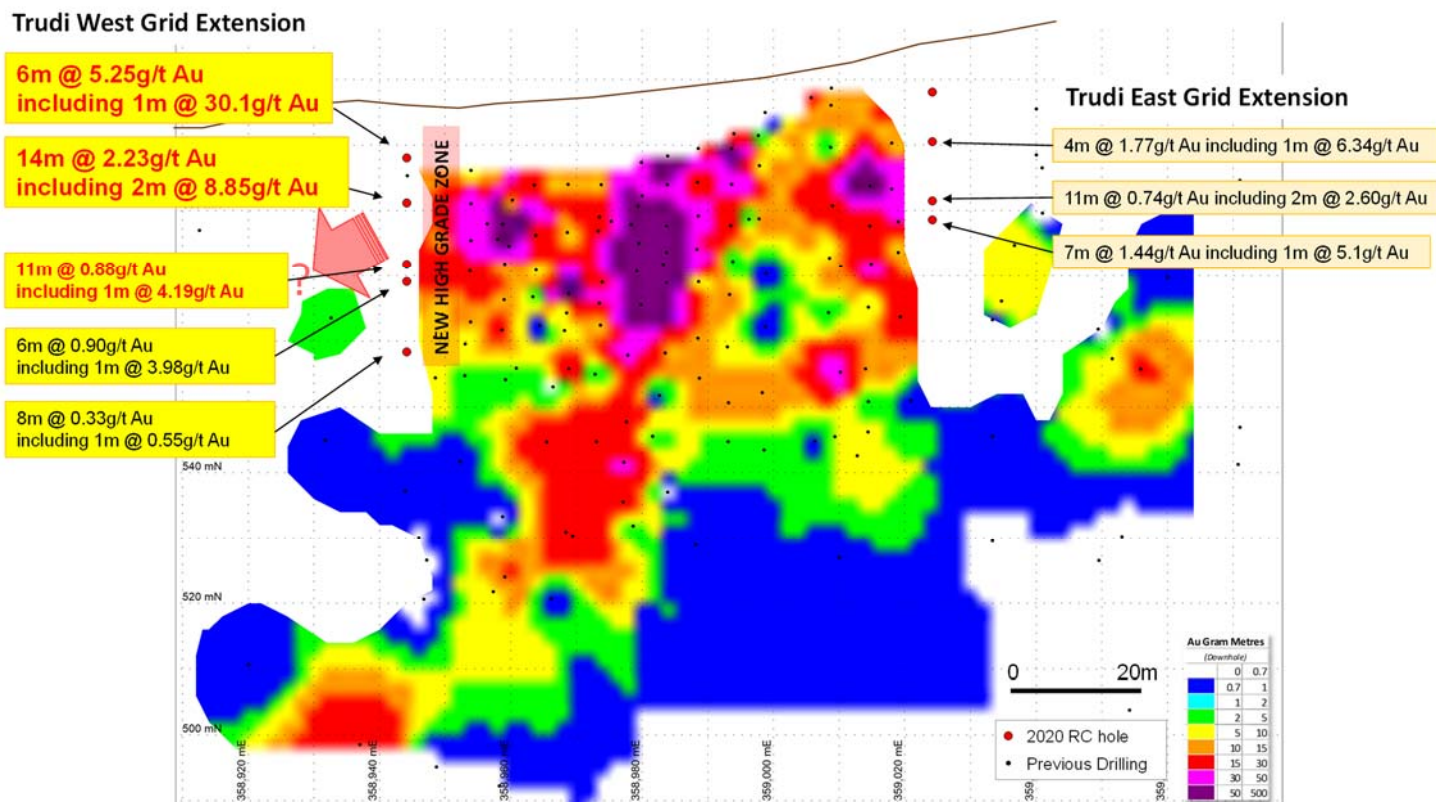 Trudi West Grid Extension
6m @ 5.25g/t Au
including 1m @ 30.1g/t Au
14m @ 2.23g/t Au
including 2m @ 8.85g/t Au
11m @ 0.88g/t Au
including 1m @ 4.19g/t Au
6m @ 0.90g/t Au
including 1m @ 3.98g/t Au
8m @ 0.33g/t Au
including 1m @ 0.55g/t Au
?
NEW HIGH GRADE ZONE
Trudi East Grid Extension
4m @ 1.77g/t Au including 1m @ 6.34g/t Au
11m @ 0.74g/t Au including 2m @ 2.60g/t Au
7m @ 1.44g/t Au including 1m @ 5.1g/t Au
540 mN
520 mN
500 mN
358,920 mE
358,940 mE
358,960 mE
358,980 mE
359,000 mE
359,020 mE
0 20m
2020 RC hole
Previous Drilling
Au Gram Metres
(Downhole)
0 0.7
0.7 1
1 2
2 5
5 10
10 15
15 30
30 50
50 500